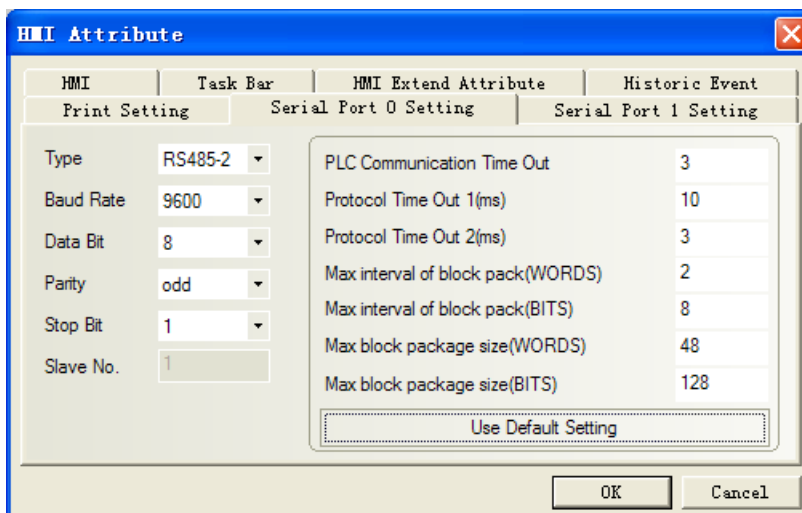 HMI Attribute
HMI
Task Bar
HMI Extend Attribute
Historic Event
Print Setting
Serial Port 0 Setting
Serial Port 1 Setting
Type
RS485-2
Baud Rate
9600
Data Bit
8
Parity
odd
Stop Bit
1
Slave No.
1
PLC Communication Time Out
3
Protocol Time Out 1(ms)
10
Protocol Time Out 2(ms)
3
Max interval of block pack(WORDS)
2
Max interval of block pack(BITS)
8
Max block package size(WORDS)
48
Max block package size(BITS)
128
Use Default Setting
OK
Cancel